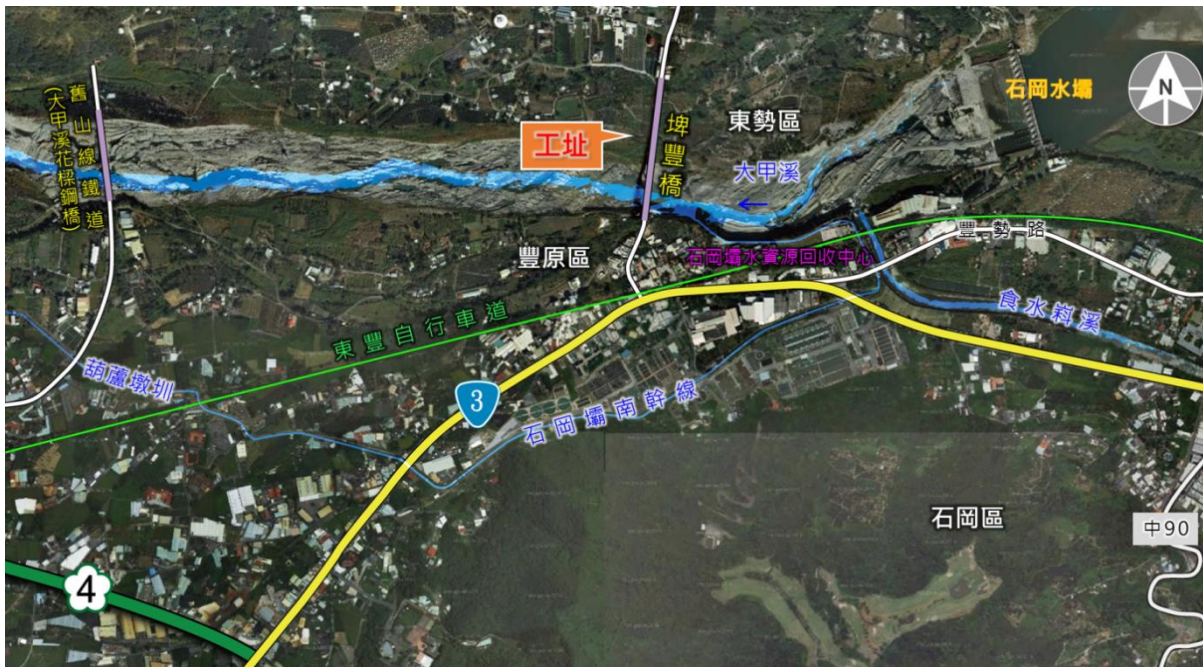 石岡水壩
N
舊山線鐵道
(大甲溪花樑鋼橋)
工址
埤豐橋
東勢區
大甲溪
豐原區
石岡壩水資源回收中心
豐勢路
食水嵙溪
東豐自行車道
葫蘆墩圳
3
石岡壩南幹線
石岡區
中90
4